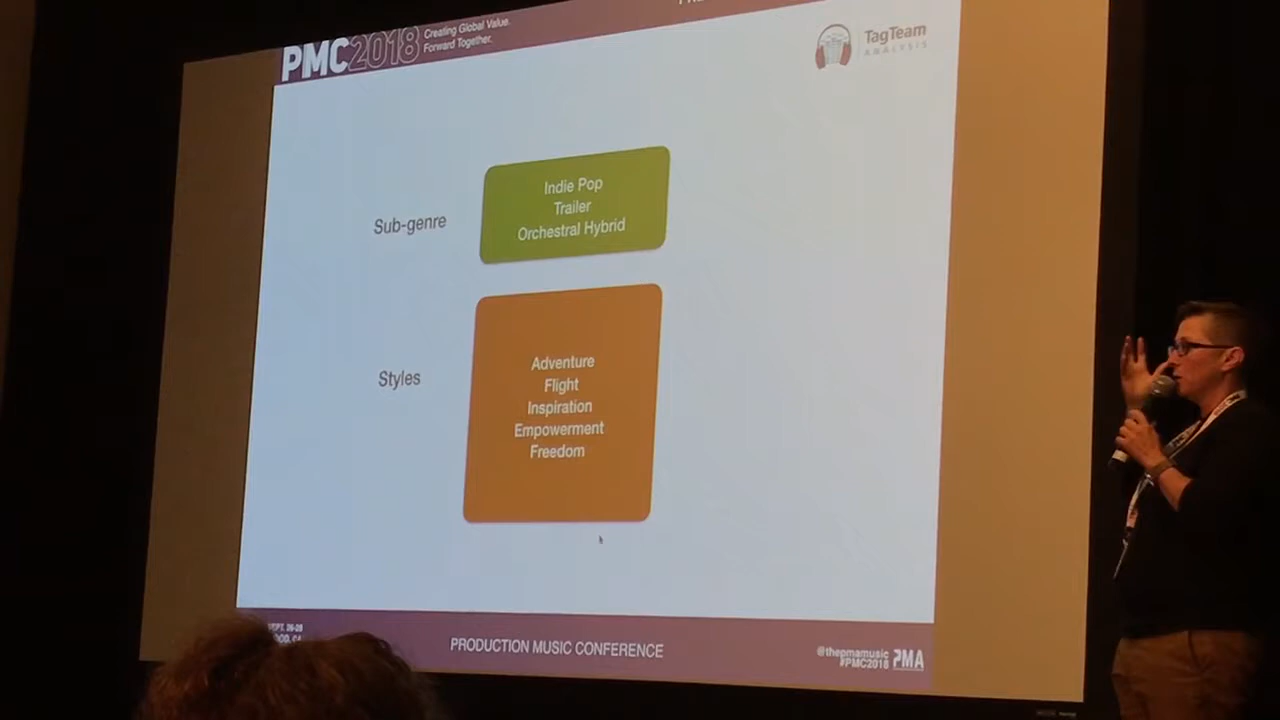 PMC2018
Creating Global Value.
Forward Together.
TagTeam
ANALYSIS
Sub-genre
Indie Pop
Trailer
Orchestral Hybrid
Styles
Adventure
Flight
Inspiration
Empowerment
Freedom
PRODUCTION MUSIC CONFERENCE
@thepmamusic
#PMC2018
PMA